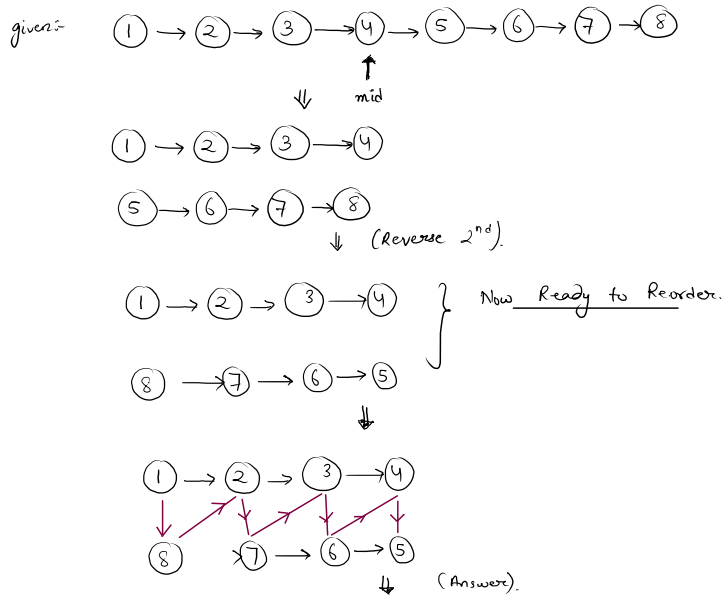 given:- 1 → 2 → 3 → 4 → 5 → 6 → 7 → 8
mid
1 → 2 → 3 → 4
5 → 6 → 7 → 8
(Reverse 2nd).
1 → 2 → 3 → 4
Now Ready to Reorder.
8 → 7 → 6 → 5
1 → 2 → 3 → 4
8 7 → 6 → 5
(Answer).